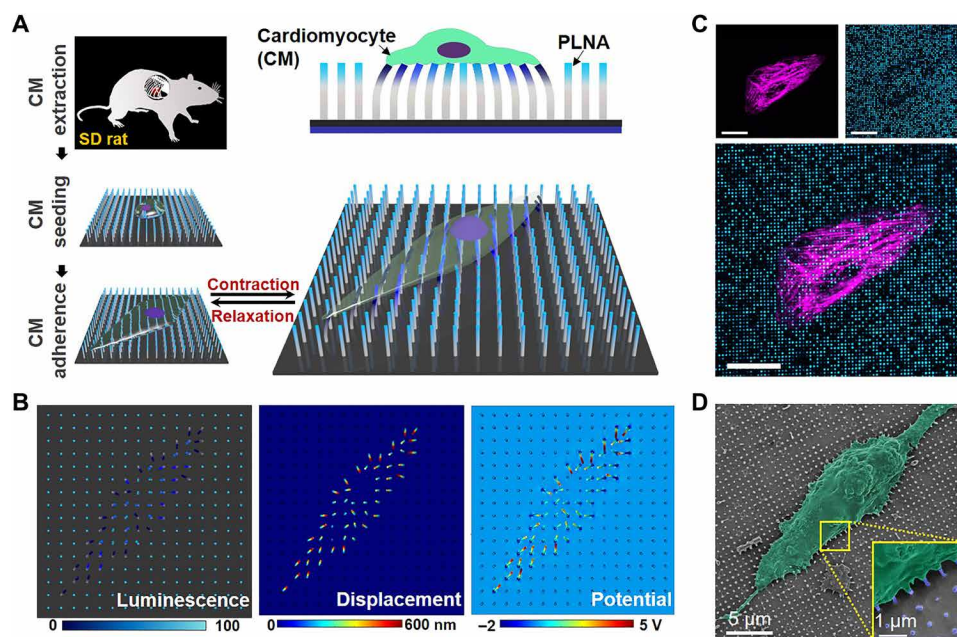 A
CM
extraction
SD rat
CM
seeding
CM
adherence
Contraction
Relaxation
Cardiomyocyte
(CM)
PLNA
B
Luminescence
0
100
Displacement
0
600 nm
Potential
−2
5 V
C
D
5 µm
1 µm